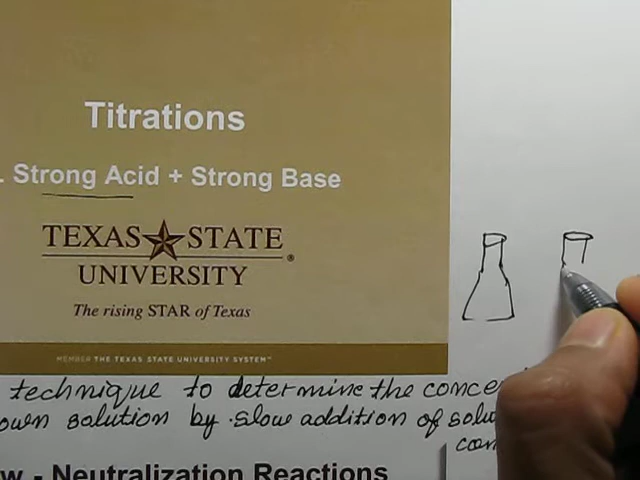 Titrations
. Strong Acid + Strong Base
TEXAS STATE
UNIVERSITY
®
The rising STAR of Texas
MEMBER THE TEXAS STATE UNIVERSITY SYSTEM™
technique to determine the conce
own solution by slow addition of solu
con
w - Neutralization Reactions